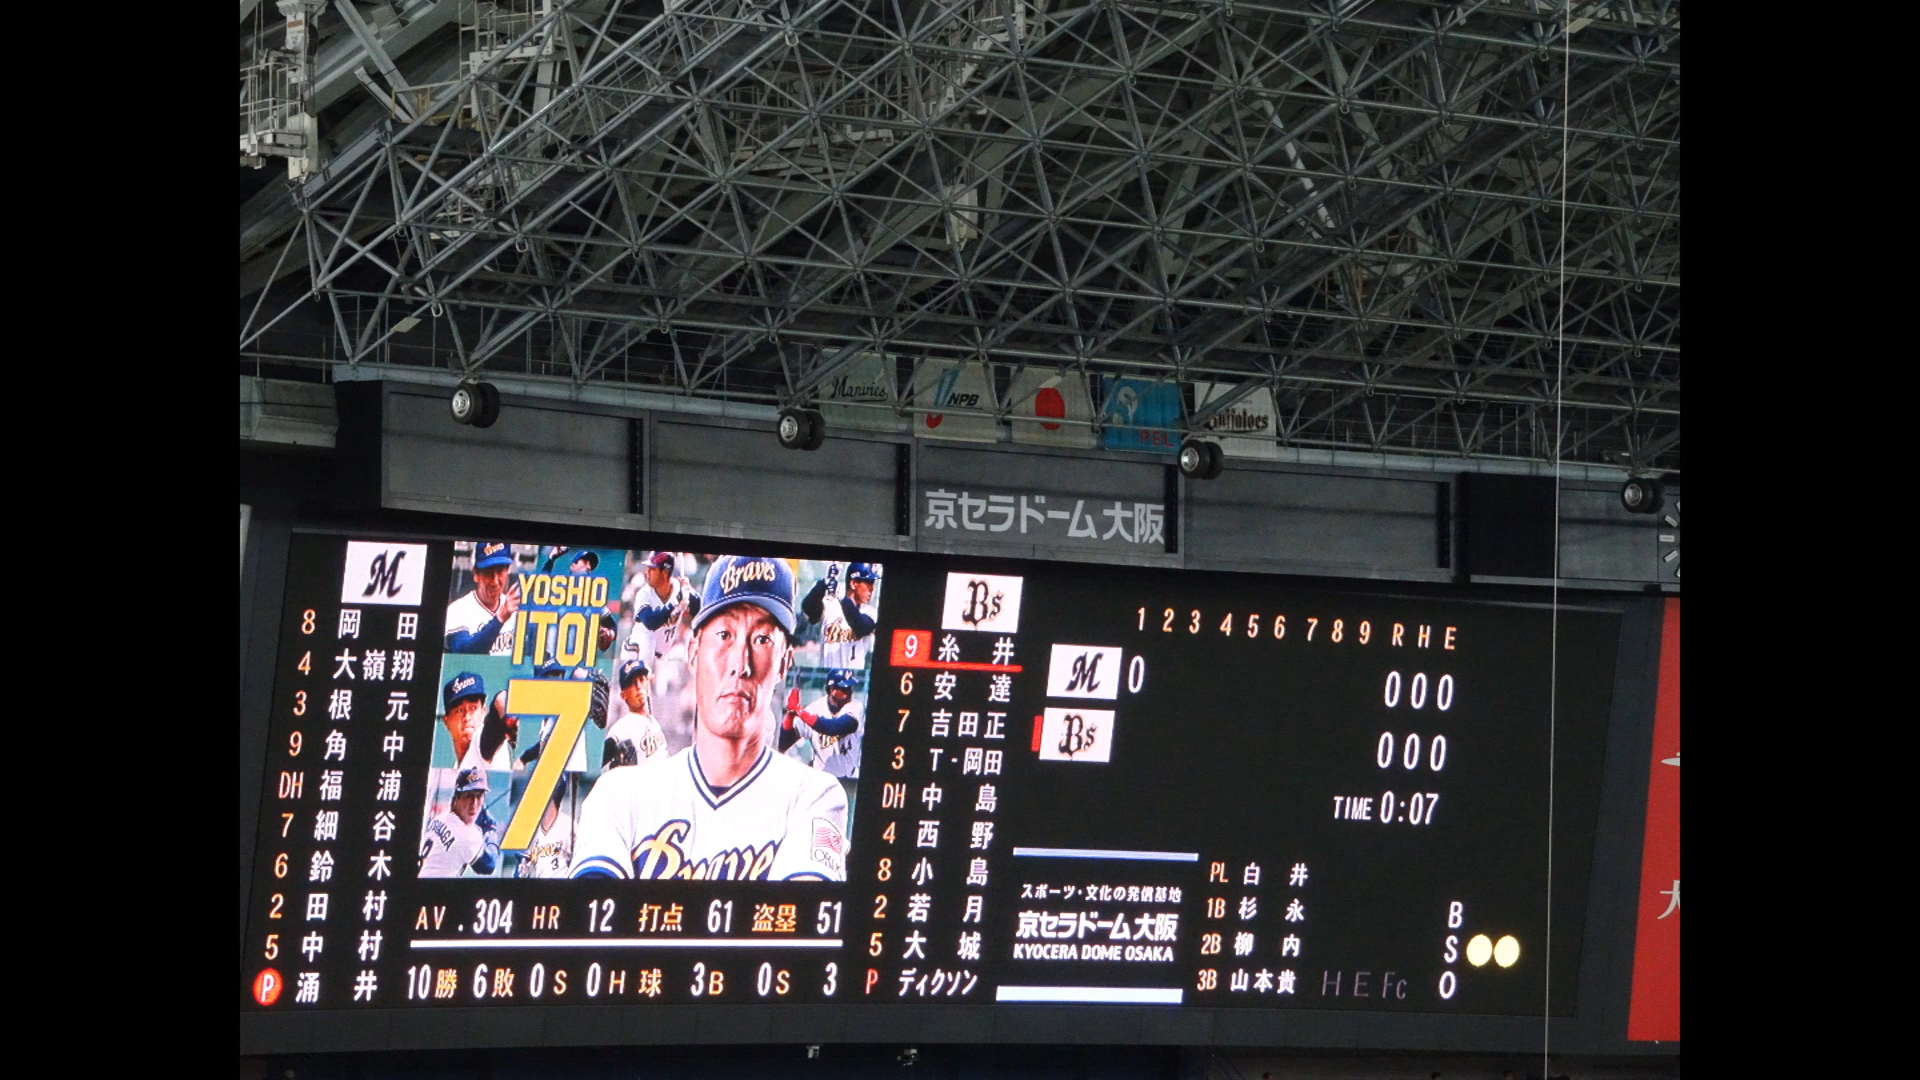 Marines
NPB
PBL
Buffaloes
京セラドーム大阪
M
8 岡田
4 大嶺翔
3 根元
9 角中
DH 福浦
7 細谷
6 鈴木
2 田村
5 中村
P 涌井
YOSHIO
ITOI
7
Braves
Braves
AV .304 HR 12 打点 61 盗塁 51
10勝 6敗 0S 0H 球 3B 0S 3
Bs
9 糸井
6 安達
7 吉田正
3 T-岡田
DH 中島
4 西野
8 小島
2 若月
5 大城
P ディクソン
1 2 3 4 5 6 7 8 9 R H E
M 0 0 0 0
Bs 0 0 0
TIME 0:07
スポーツ・文化の発信基地
京セラドーム大阪
KYOCERA DOME OSAKA
PL 白井
1B 杉永
2B 柳内
3B 山本貴
H E Fc
B
S
O